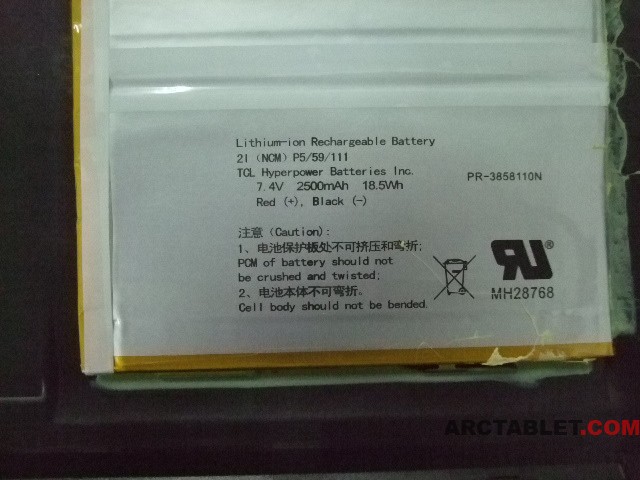 Lithium-ion Rechargeable Battery
2I (NCM) P5/59/111
TCL Hyperpower Batteries Inc.
7.4V 2500mAh 18.5Wh
Red (+), Black (-)
PR-3858110N
注意 (Caution):
1、电池保护板处不可挤压和弯折;
PCM of battery should not
be crushed and twisted;
2、电池本体不可弯折。
Cell body should not be bended.
RU®
MH28768
ARCTABLET.COM